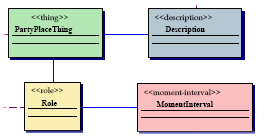 <<thing>>
PartyPlaceThing
<<description>>
Description
<<role>>
Role
<<moment-interval>>
MomentInterval